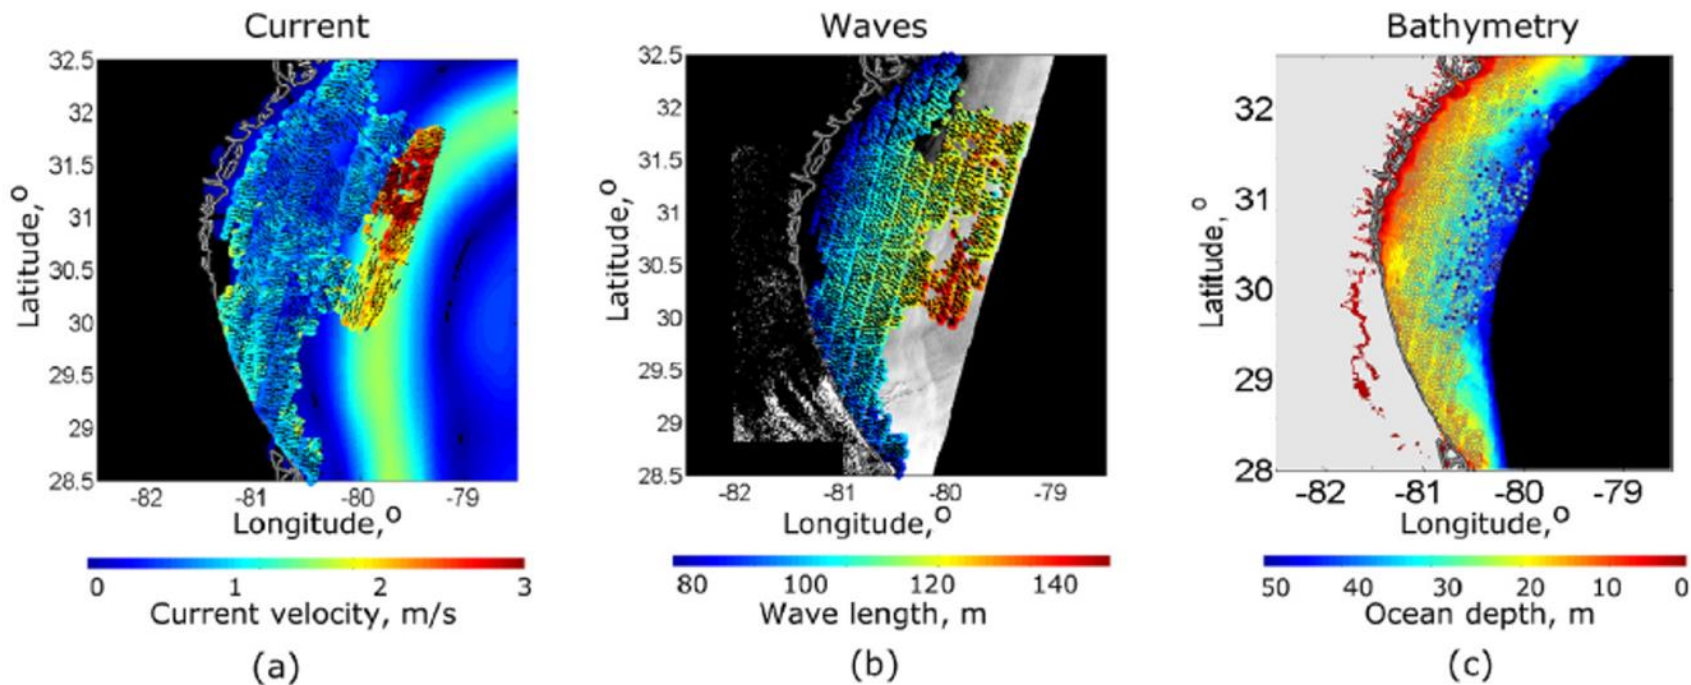 Current
32.5
32
31.5
31
30.5
30
29.5
29
28.5
Latitude,o
-82 -81 -80 -79
Longitude,o
0 1 2 3
Current velocity, m/s
(a)
Waves
32.5
32
31.5
31
30.5
30
29.5
29
28.5
Latitude,o
-82 -81 -80 -79
Longitude,o
80 100 120 140
Wave length, m
(b)
Bathymetry
32
31
30
29
28
Latitude, o
-82 -81 -80 -79
Longitude,o
50 40 30 20 10 0
Ocean depth, m
(c)